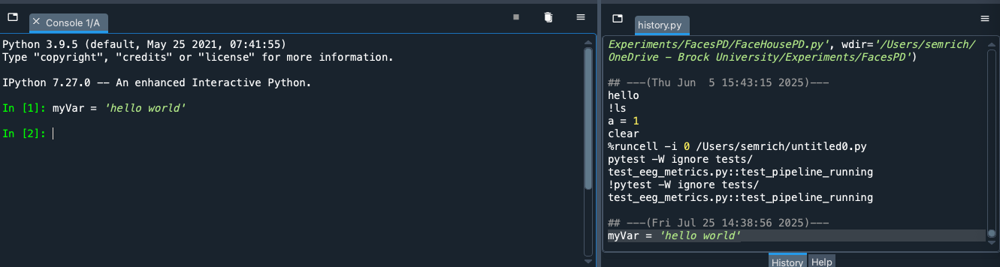 Console 1/A
Python 3.9.5 (default, May 25 2021, 07:41:55)
Type "copyright", "credits" or "license" for more information.
IPython 7.27.0 -- An enhanced Interactive Python.
In [1]: myVar = 'hello world'
In [2]:
history.py
Experiments/FacesPD/FaceHousePD.py', wdir='/Users/semrich/
OneDrive - Brock University/Experiments/FacesPD')
## ---(Thu Jun  5 15:43:15 2025)---
hello
!ls
a = 1
clear
%runcell -i 0 /Users/semrich/untitled0.py
pytest -W ignore tests/
test_eeg_metrics.py::test_pipeline_running
!pytest -W ignore tests/
test_eeg_metrics.py::test_pipeline_running
## ---(Fri Jul 25 14:38:56 2025)---
myVar = 'hello world'
History Help